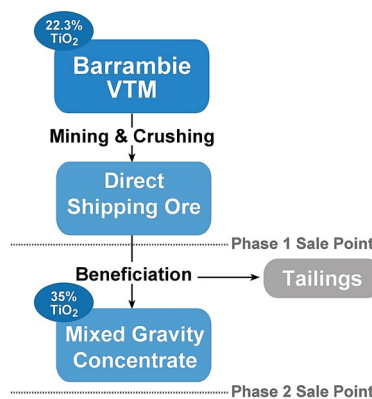 22.3%
TiO₂
Barrambie
VTM
Mining & Crushing
Direct
Shipping Ore
Phase 1 Sale Point
Beneficiation
Tailings
35%
TiO₂
Mixed Gravity
Concentrate
Phase 2 Sale Point